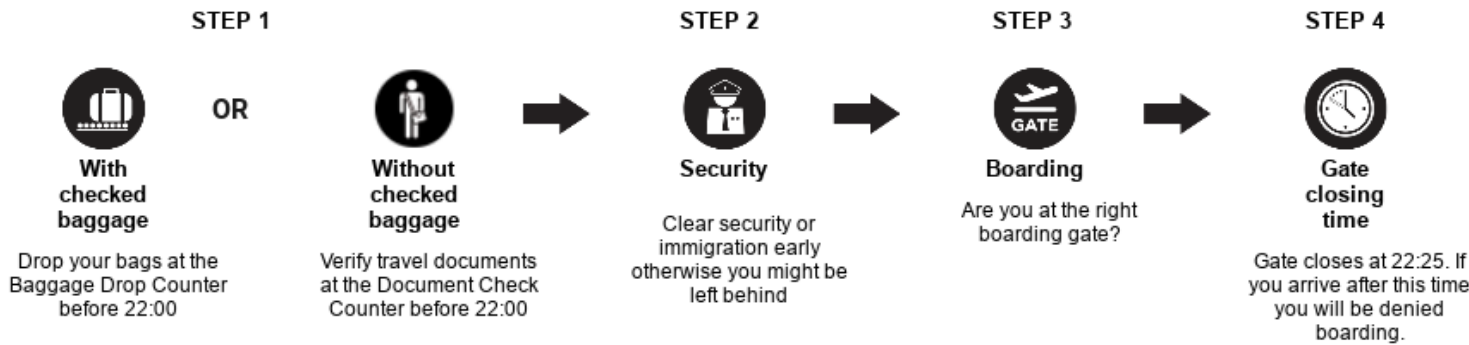 STEP 1
With
checked
baggage
Drop your bags at the
Baggage Drop Counter
before 22:00
OR
Without
checked
baggage
Verify travel documents
at the Document Check
Counter before 22:00
STEP 2
Security
Clear security or
immigration early
otherwise you might be
left behind
STEP 3
GATE
Boarding
Are you at the right
boarding gate?
STEP 4
Gate
closing
time
Gate closes at 22:25. If
you arrive after this time
you will be denied
boarding.